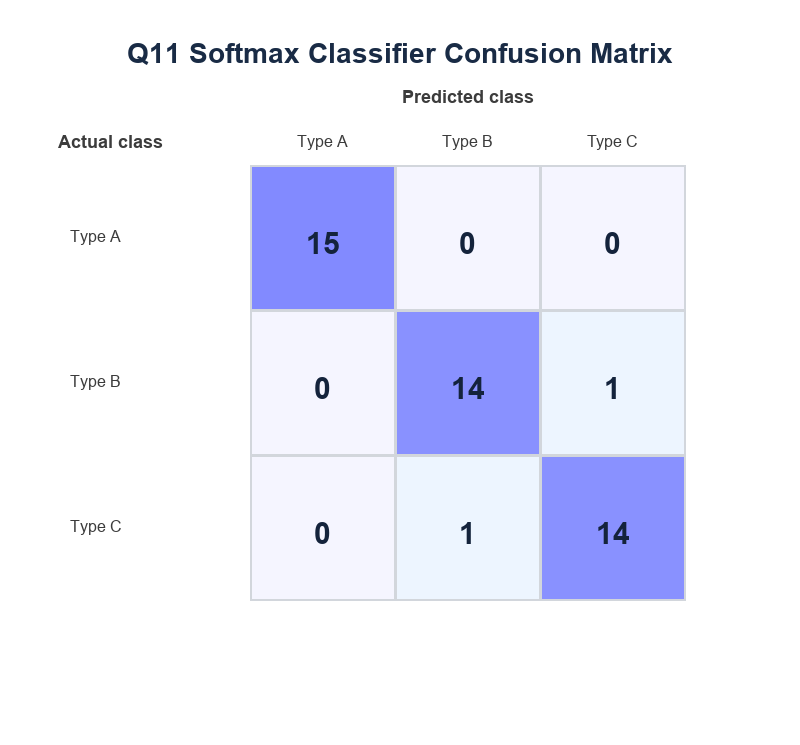 Q11 Softmax Classifier Confusion Matrix
Predicted class
Actual class Type A Type B Type C
Type A 15 0 0
Type B 0 14 1
Type C 0 1 14